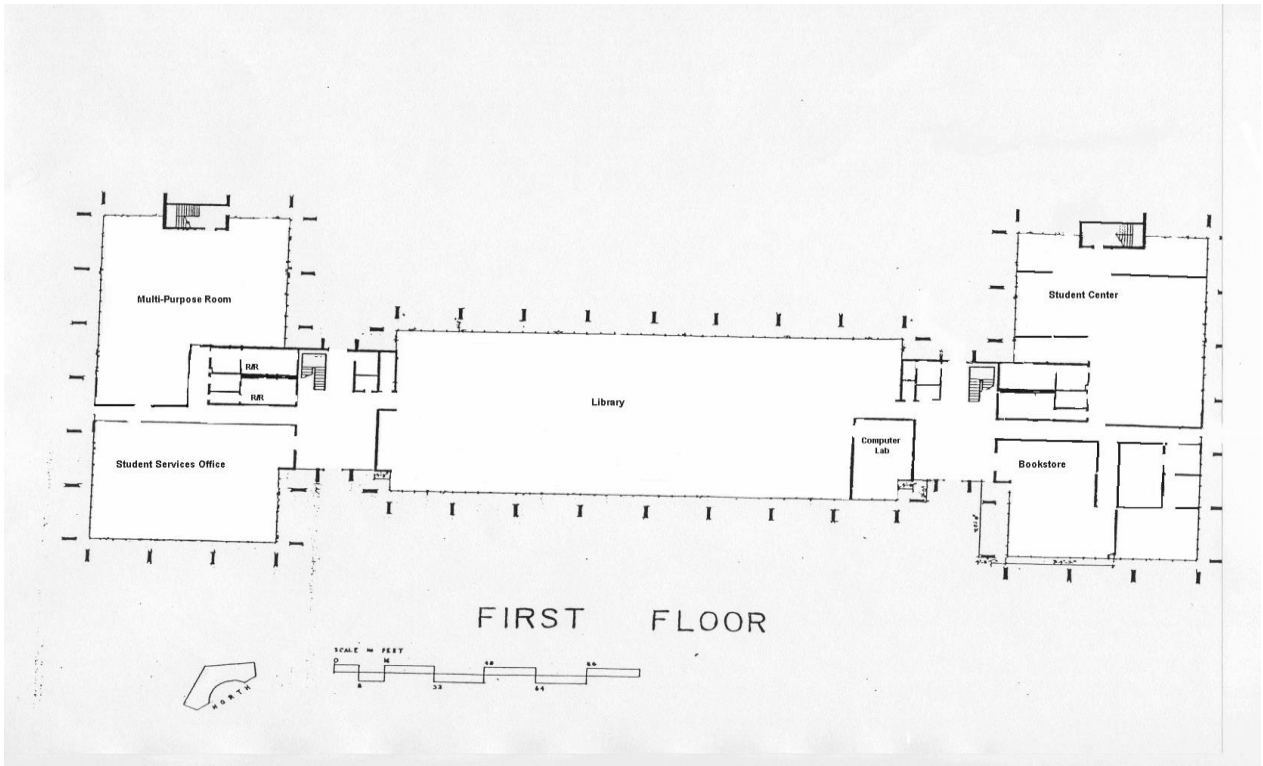 Multi-Purpose Room
Student Center
R/R
R/R
Library
Computer
Lab
Student Services Office
Bookstore
FIRST FLOOR
SCALE IN FEET
0
16
48
8
32
64
NORTH